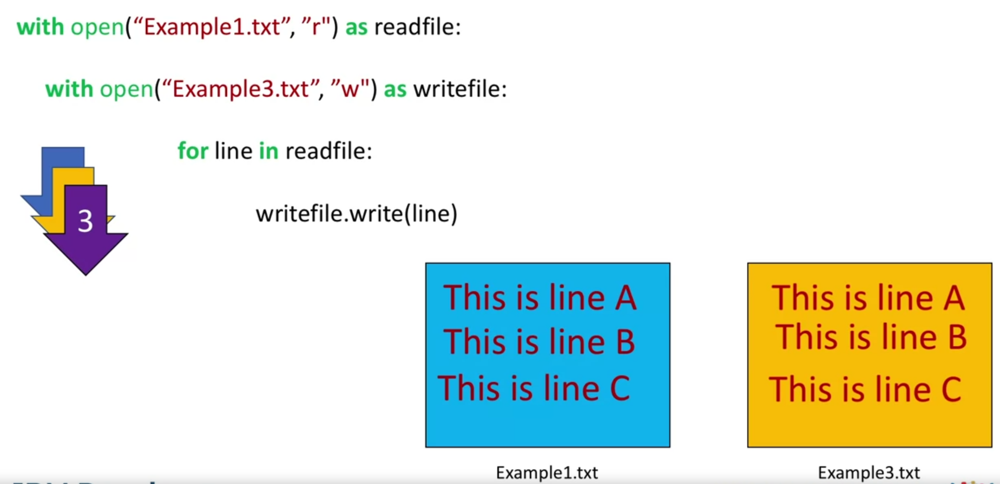 with open(“Example1.txt”, ”r") as readfile:
with open(“Example3.txt”, ”w") as writefile:
for line in readfile:
writefile.write(line)
3
This is line A
This is line B
This is line C
Example1.txt
This is line A
This is line B
This is line C
Example3.txt